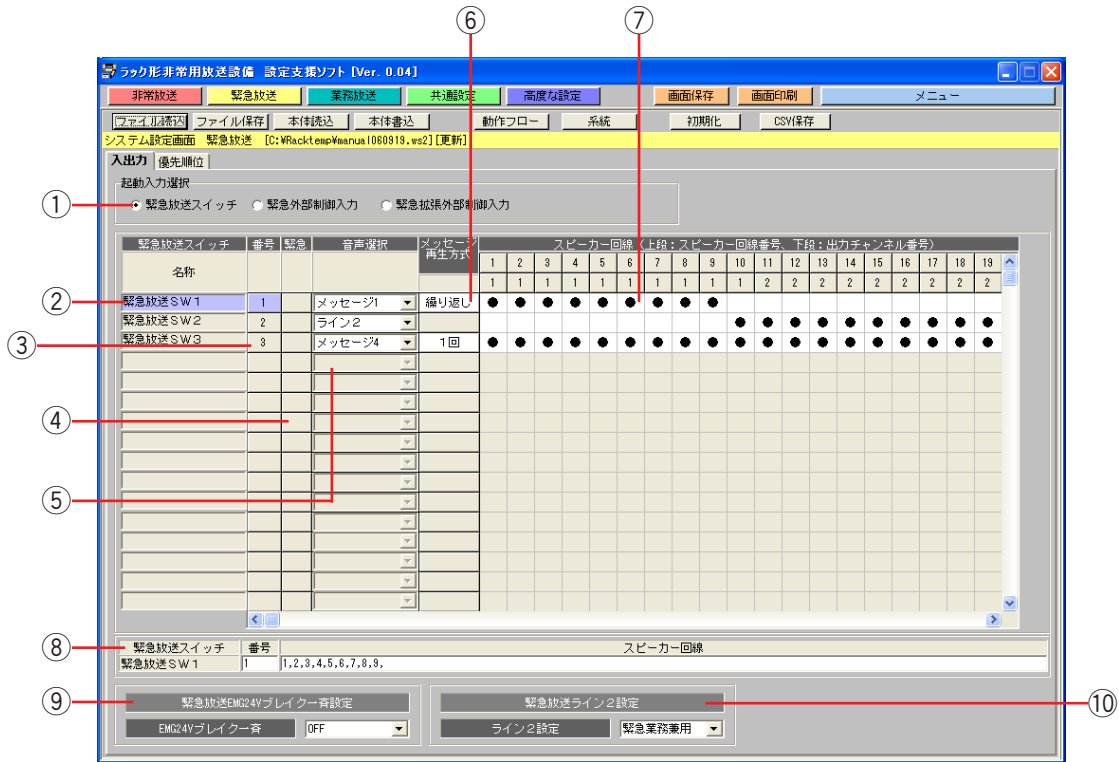 ⑥ ⑦
ラック形非常用放送設備 設定支援ソフト [Ver. 0.04]
非常放送 緊急放送 業務放送 共通設定 高度な設定 画面保存 画面印刷 メニュー
ファイル読込 ファイル保存 本体読込 本体書込 動作フロー 系統 初期化 CSV保存
システム設定画面 緊急放送 [C:¥Racktemp¥manual060919.ws2][更新]
入出力 優先順位
起動入力選択
① 緊急放送スイッチ 緊急外部制御入力 緊急拡張外部制御入力
緊急放送スイッチ 番号 緊急 音声選択 メッセージ再生方式 スピーカー回線（上段：スピーカー回線番号、下段：出力チャンネル番号）
名称 1 2 3 4 5 6 7 8 9 10 11 12 13 14 15 16 17 18 19
1 1 1 1 1 1 1 1 1 1 2 2 2 2 2 2 2 2 2
② 緊急放送SW1 1 メッセージ1 繰り返し ● ● ● ● ● ● ● ● ●
緊急放送SW2 2 ライン2 ● ● ● ● ● ● ● ● ● ●
③ 緊急放送SW3 3 メッセージ4 1回 ● ● ● ● ● ● ● ● ● ● ● ● ● ● ● ● ● ● ●
④
⑤
⑧ 緊急放送スイッチ 番号 スピーカー回線
緊急放送SW1 1 1,2,3,4,5,6,7,8,9,
⑨ 緊急放送EMG24Vブレイク一斉設定 緊急放送ライン2設定 ⑩
EMG24Vブレイク一斉 OFF ライン2設定 緊急業務兼用